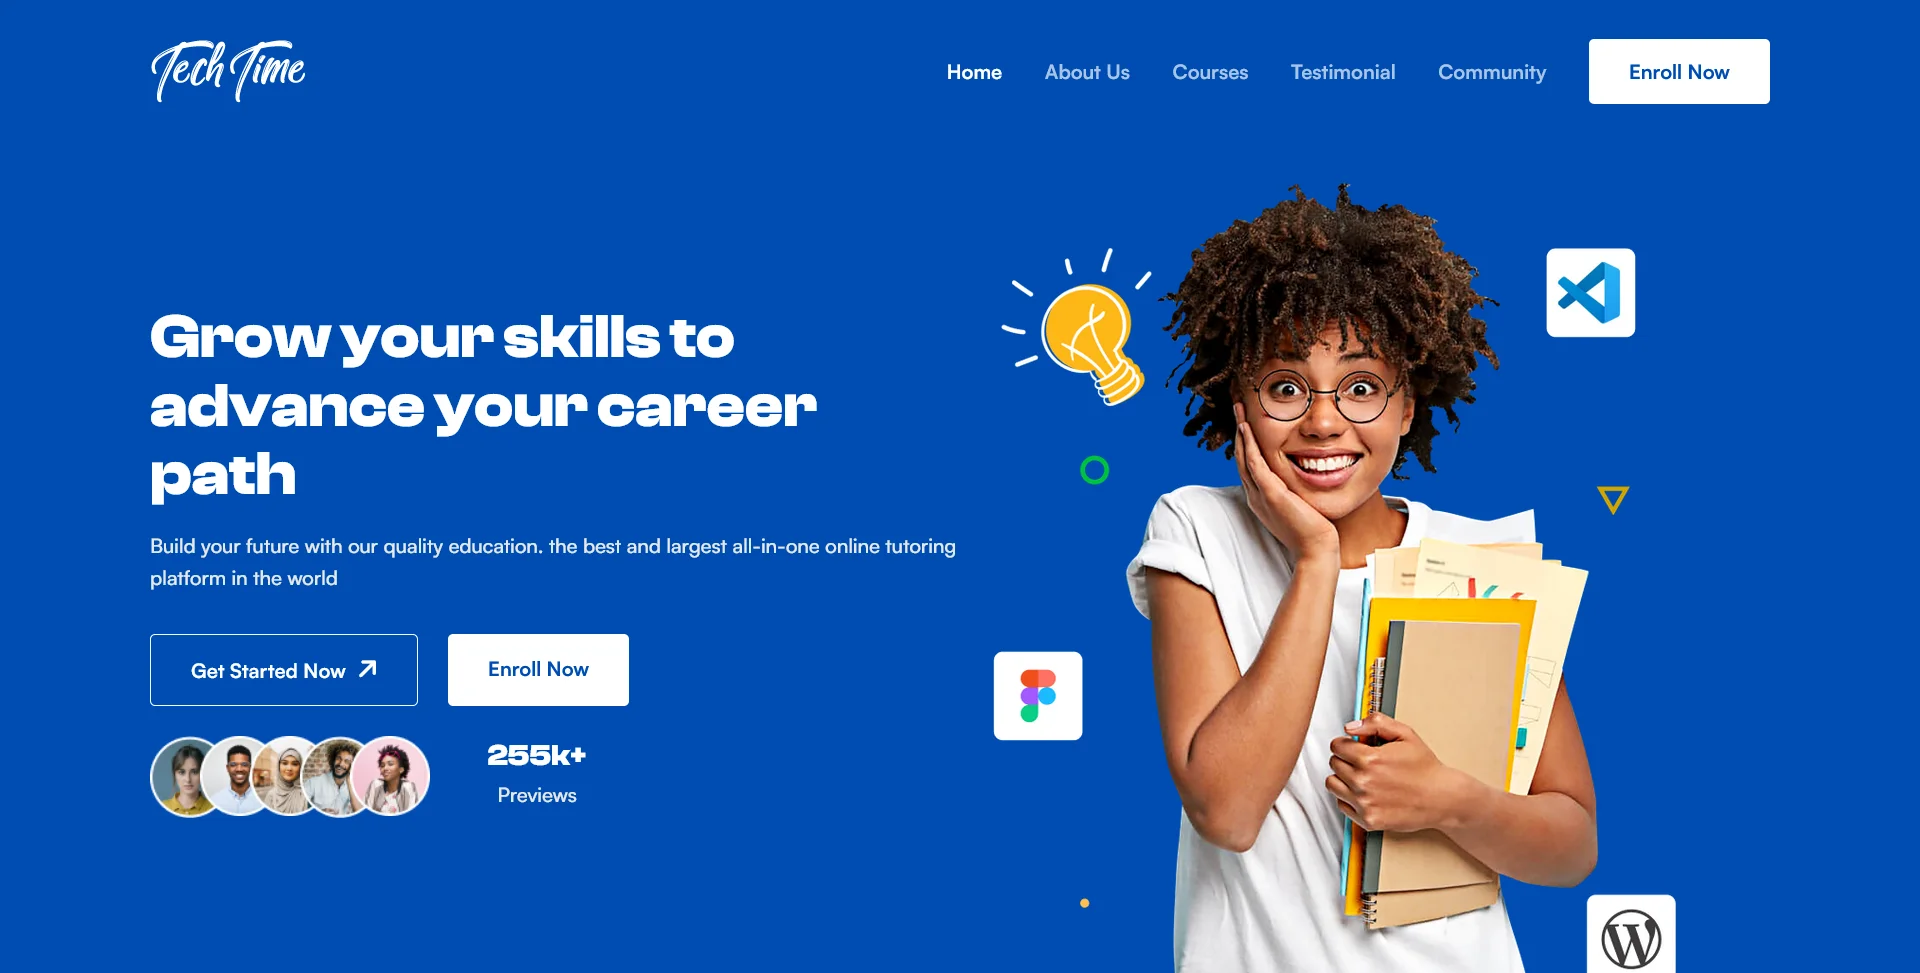 Tech Time
Home
About Us
Courses
Testimonial
Community
Enroll Now
Grow your skills to
advance your career
path
Build your future with our quality education. the best and largest all-in-one online tutoring
platform in the world
Get Started Now
Enroll Now
255k+
Previews